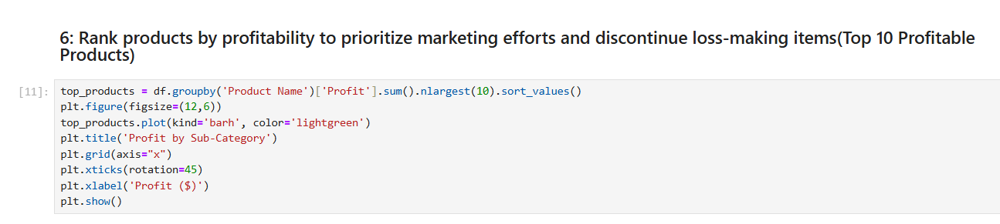 6: Rank products by profitability to prioritize marketing efforts and discontinue loss-making items(Top 10 Profitable
Products)
[11]: top_products = df.groupby('Product Name')['Profit'].sum().nlargest(10).sort_values()
plt.figure(figsize=(12,6))
top_products.plot(kind='barh', color='lightgreen')
plt.title('Profit by Sub-Category')
plt.grid(axis="x")
plt.xticks(rotation=45)
plt.xlabel('Profit ($)')
plt.show()